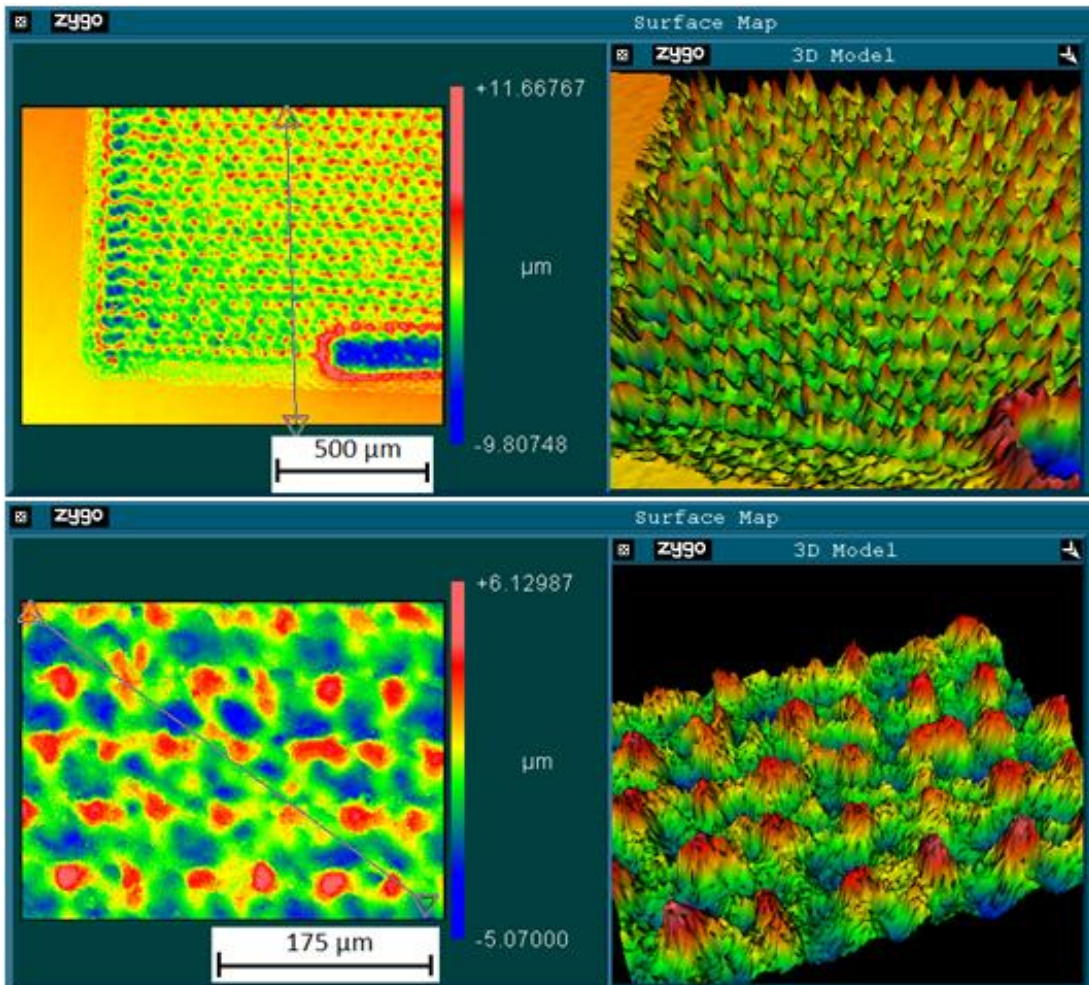 zygo
Surface Map
zygo 3D Model
+11.66767
µm
-9.80748
500 µm
zygo
Surface Map
zygo 3D Model
+6.12987
µm
-5.07000
175 µm